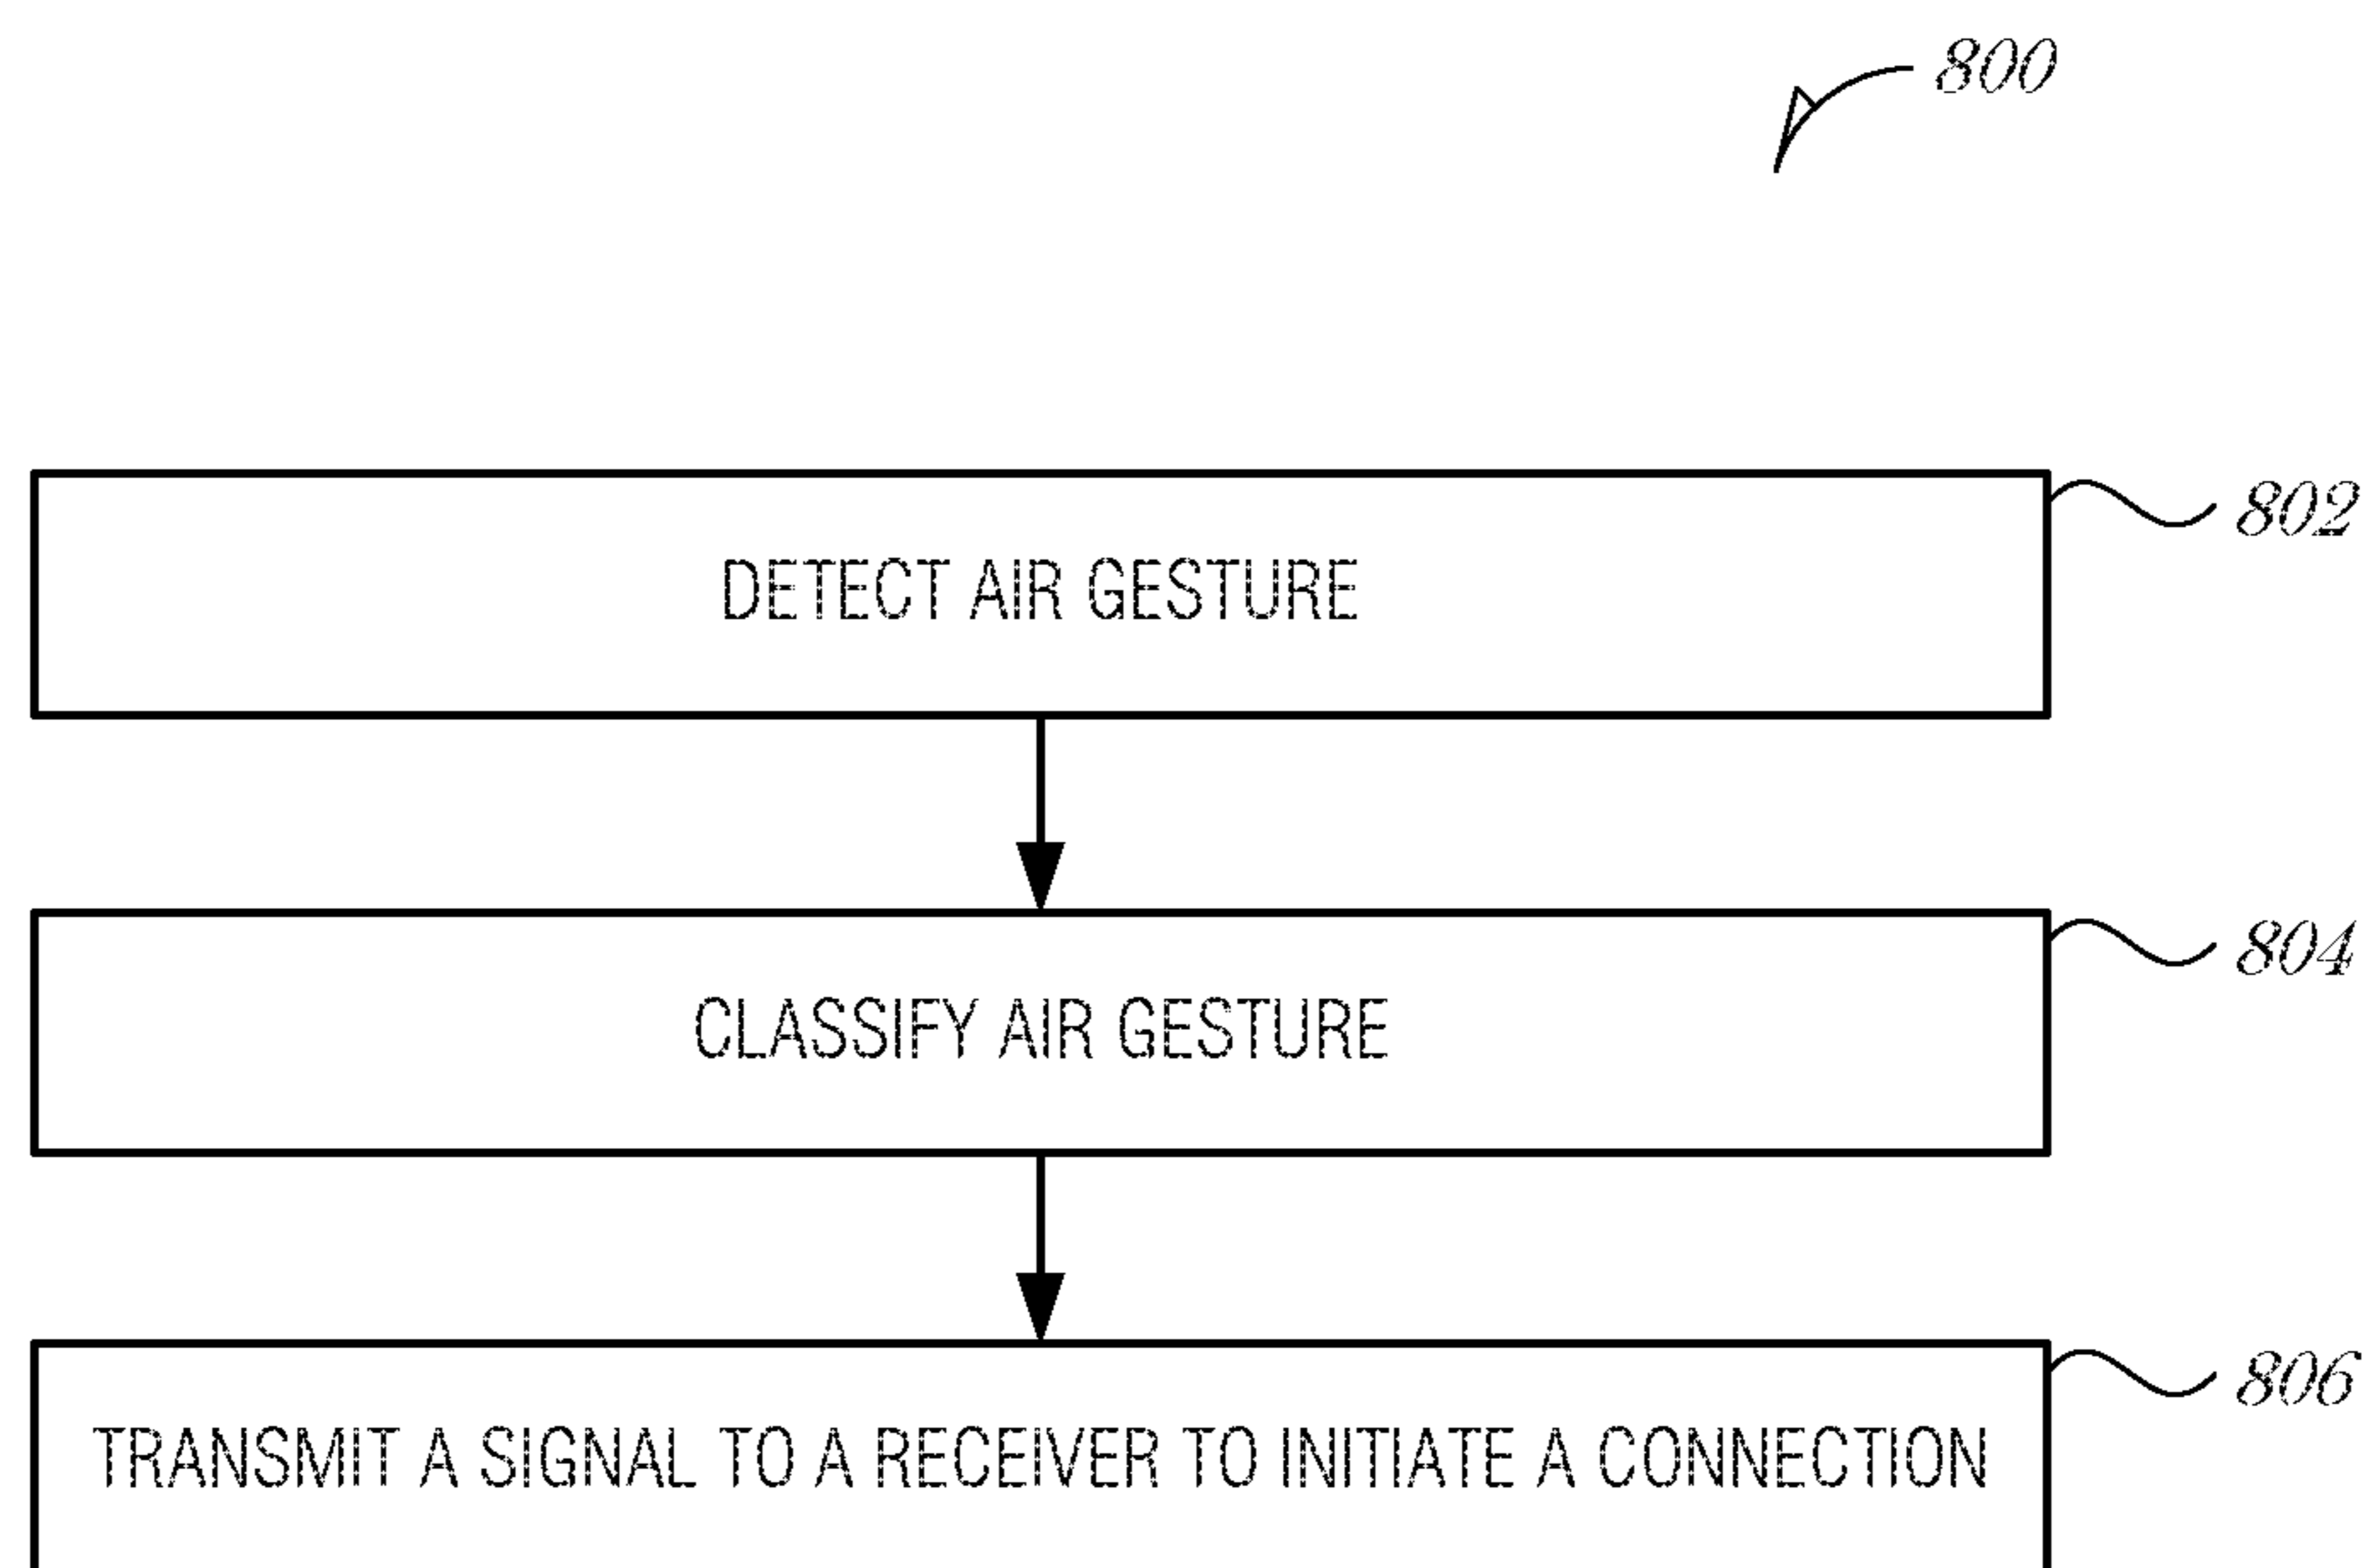 800
802
DETECT AIR GESTURE
804
CLASSIFY AIR GESTURE
806
TRANSMIT A SIGNAL TO A RECEIVER TO INITIATE A CONNECTION